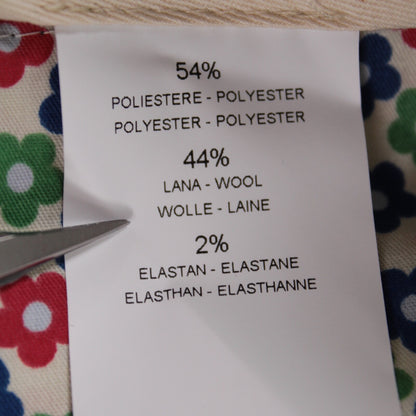 54%
POLIESTERE - POLYESTER
POLYESTER - POLYESTER
44%
LANA - WOOL
WOLLE - LAINE
2%
ELASTAN - ELASTANE
ELASTHAN - ELASTHANNE